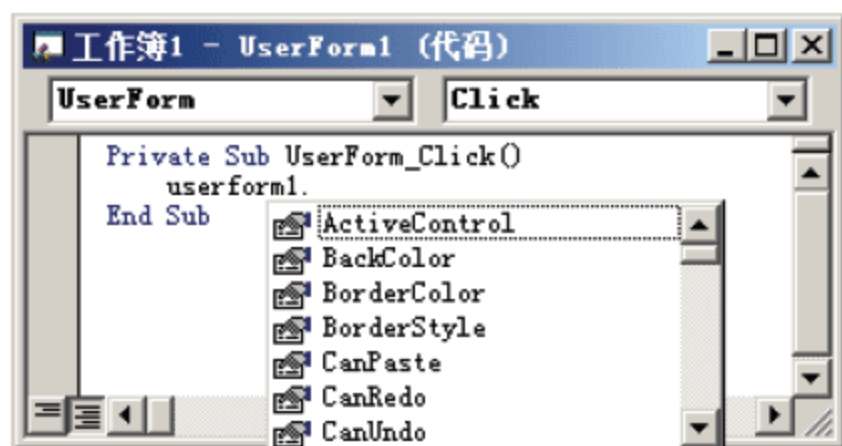 工作簿1 - UserForm1 (代码)
UserForm Click
Private Sub UserForm_Click()
userform1.
End Sub
ActiveControl
BackColor
BorderColor
BorderStyle
CanPaste
CanRedo
CanUndo